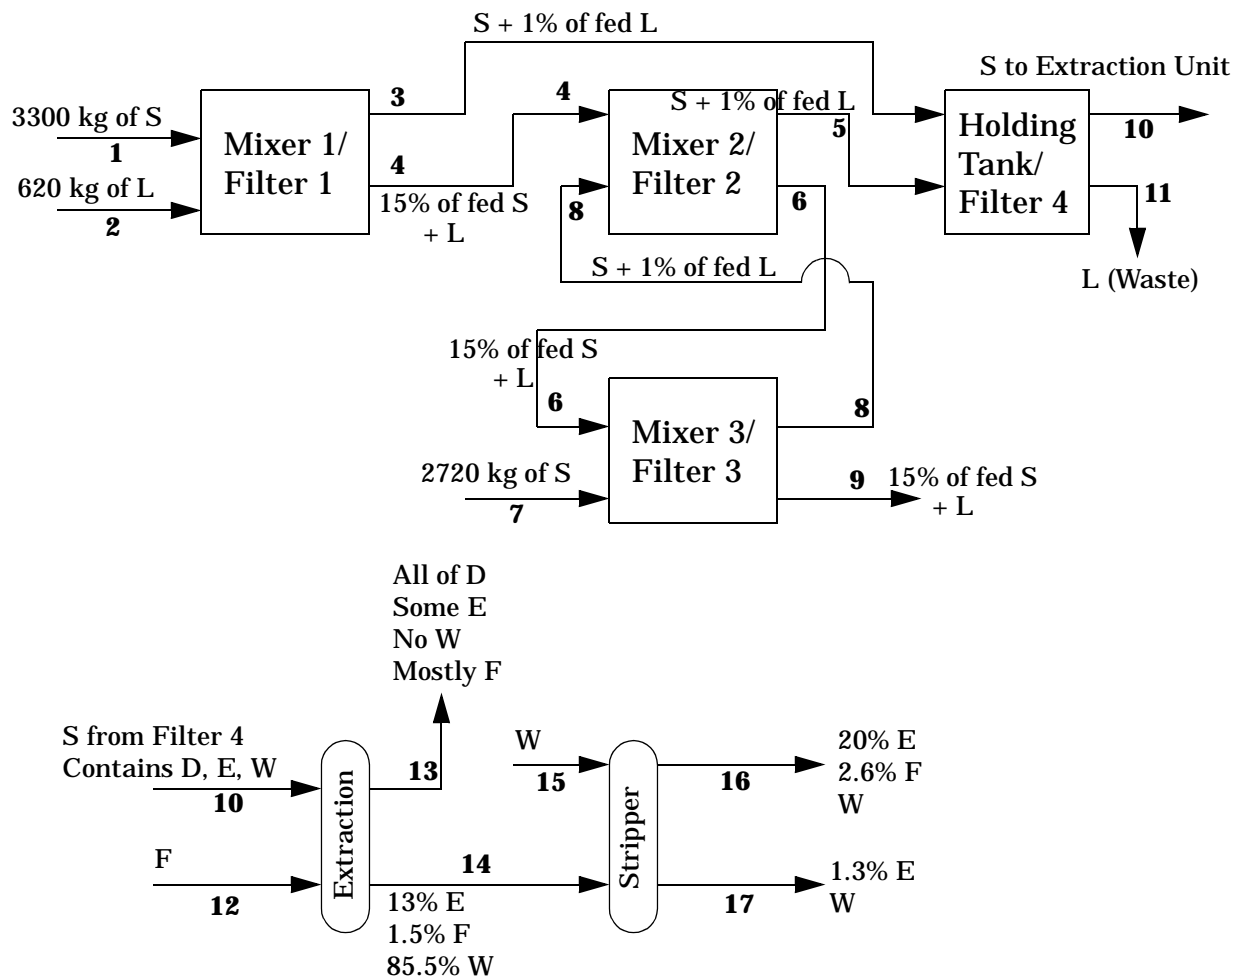 S + 1% of fed L
S to Extraction Unit
3
4
S + 1% of fed L
3300 kg of S
1
Mixer 1/
Filter 1
Mixer 2/
Filter 2
5
Holding
Tank/
Filter 4
10
620 kg of L
2
4
15% of fed S
+ L
8
6
11
S + 1% of fed L
L (Waste)
15% of fed S
+ L
6
Mixer 3/
Filter 3
8
2720 kg of S
7
9
15% of fed S
+ L
All of D
Some E
No W
Mostly F
S from Filter 4
Contains D, E, W
10
Extraction
13
W
15
Stripper
16
20% E
2.6% F
W
F
12
14
13% E
1.5% F
85.5% W
17
1.3% E
W